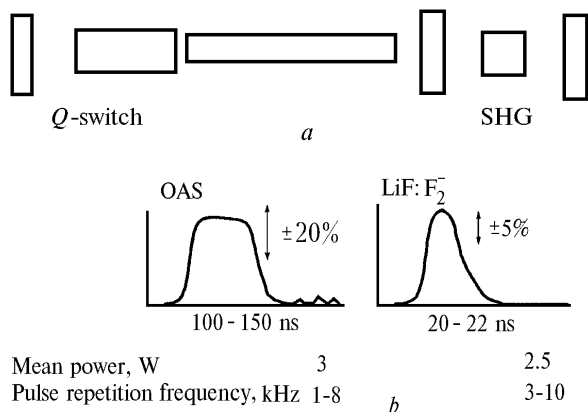 Q-switch SHG
a
OAS LiF: F₂⁻
±20% ±5%
100 - 150 ns 20 - 22 ns
Mean power, W 3 2.5
Pulse repetition frequency, kHz 1-8 3-10
b